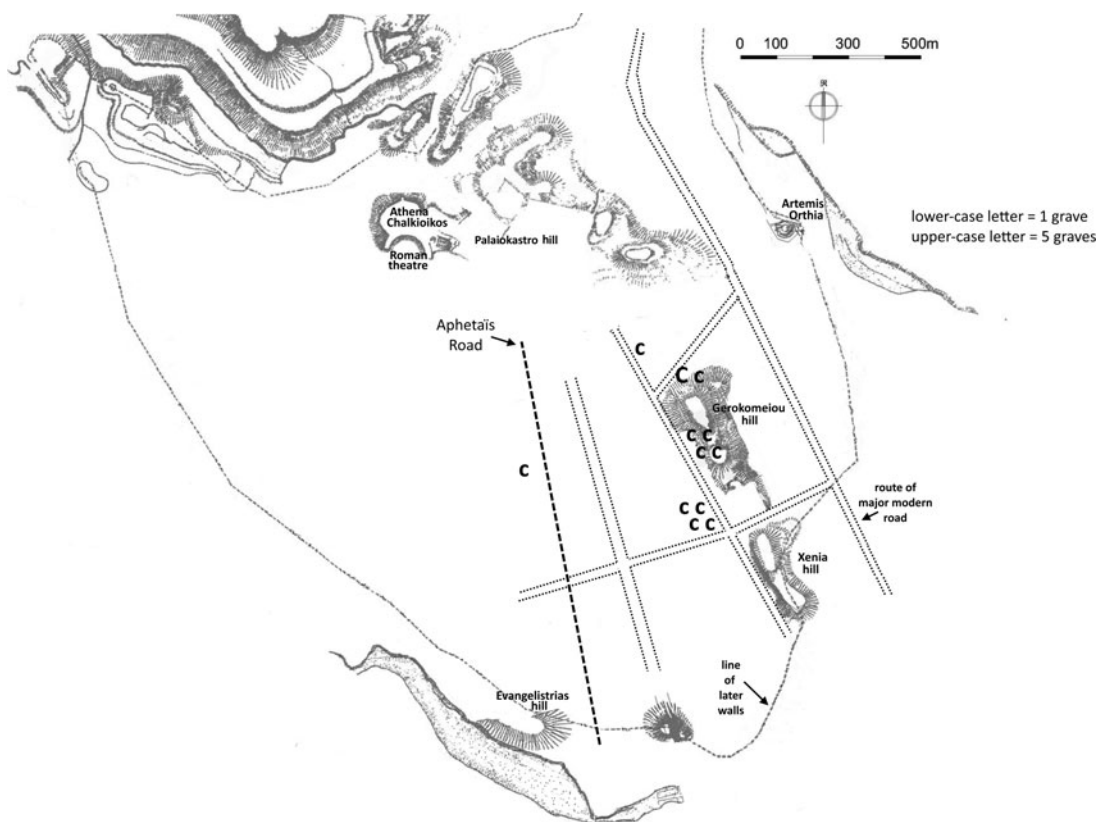 0 100 300 500m
Artemis
Orthia
lower-case letter = 1 grave
upper-case letter = 5 graves
Athena
Chalkioikos
Roman
theatre
Palaiokastro hill
Aphetaïs
Road
c
C c
Gerokomeiou
hill
c c
c c
c
route of
major modern
road
c c
c c
Xenia
hill
line
of
later
walls
Evangelistrias
hill